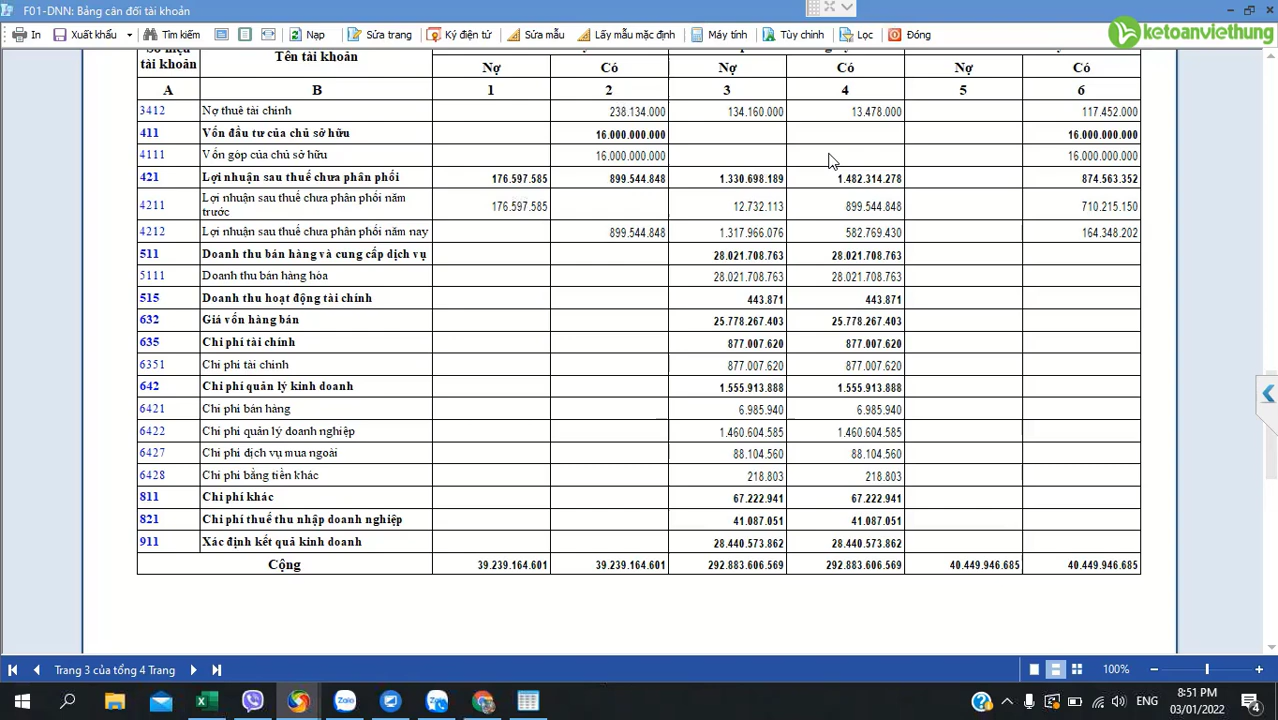 F01-DNN: Bảng cân đối tài khoản
In Xuất khẩu Tìm kiếm Nạp Sửa trang Ký điện tử Sửa mẫu Lấy mẫu mặc định Máy tính Tùy chỉnh Lọc Đóng
ketoanviethung
tài khoản Tên tài khoản
Nợ Có Nợ Có Nợ Có
A B 1 2 3 4 5 6
3412 Nợ thuê tài chính 238.134.000 134.160.000 13.478.000 117.452.000
411 Vốn đầu tư của chủ sở hữu 16.000.000.000 16.000.000.000
4111 Vốn góp của chủ sở hữu 16.000.000.000 16.000.000.000
421 Lợi nhuận sau thuế chưa phân phối 176.597.585 899.544.848 1.330.698.189 1.482.314.278 874.563.352
4211 Lợi nhuận sau thuế chưa phân phối năm trước 176.597.585 12.732.113 899.544.848 710.215.150
4212 Lợi nhuận sau thuế chưa phân phối năm nay 899.544.848 1.317.966.076 582.769.430 164.348.202
511 Doanh thu bán hàng và cung cấp dịch vụ 28.021.708.763 28.021.708.763
5111 Doanh thu bán hàng hóa 28.021.708.763 28.021.708.763
515 Doanh thu hoạt động tài chính 443.871 443.871
632 Giá vốn hàng bán 25.778.267.403 25.778.267.403
635 Chi phí tài chính 877.007.620 877.007.620
6351 Chi phí tài chính 877.007.620 877.007.620
642 Chi phí quản lý kinh doanh 1.555.913.888 1.555.913.888
6421 Chi phí bán hàng 6.985.940 6.985.940
6422 Chi phí quản lý doanh nghiệp 1.460.604.585 1.460.604.585
6427 Chi phí dịch vụ mua ngoài 88.104.560 88.104.560
6428 Chi phí bằng tiền khác 218.803 218.803
811 Chi phí khác 67.222.941 67.222.941
821 Chi phí thuế thu nhập doanh nghiệp 41.087.051 41.087.051
911 Xác định kết quả kinh doanh 28.440.573.862 28.440.573.862
Cộng 39.239.164.601 39.239.164.601 292.883.606.569 292.883.606.569 40.449.946.685 40.449.946.685
Trang 3 của tổng 4 Trang 100%
ENG 8:51 PM
03/01/2022 4